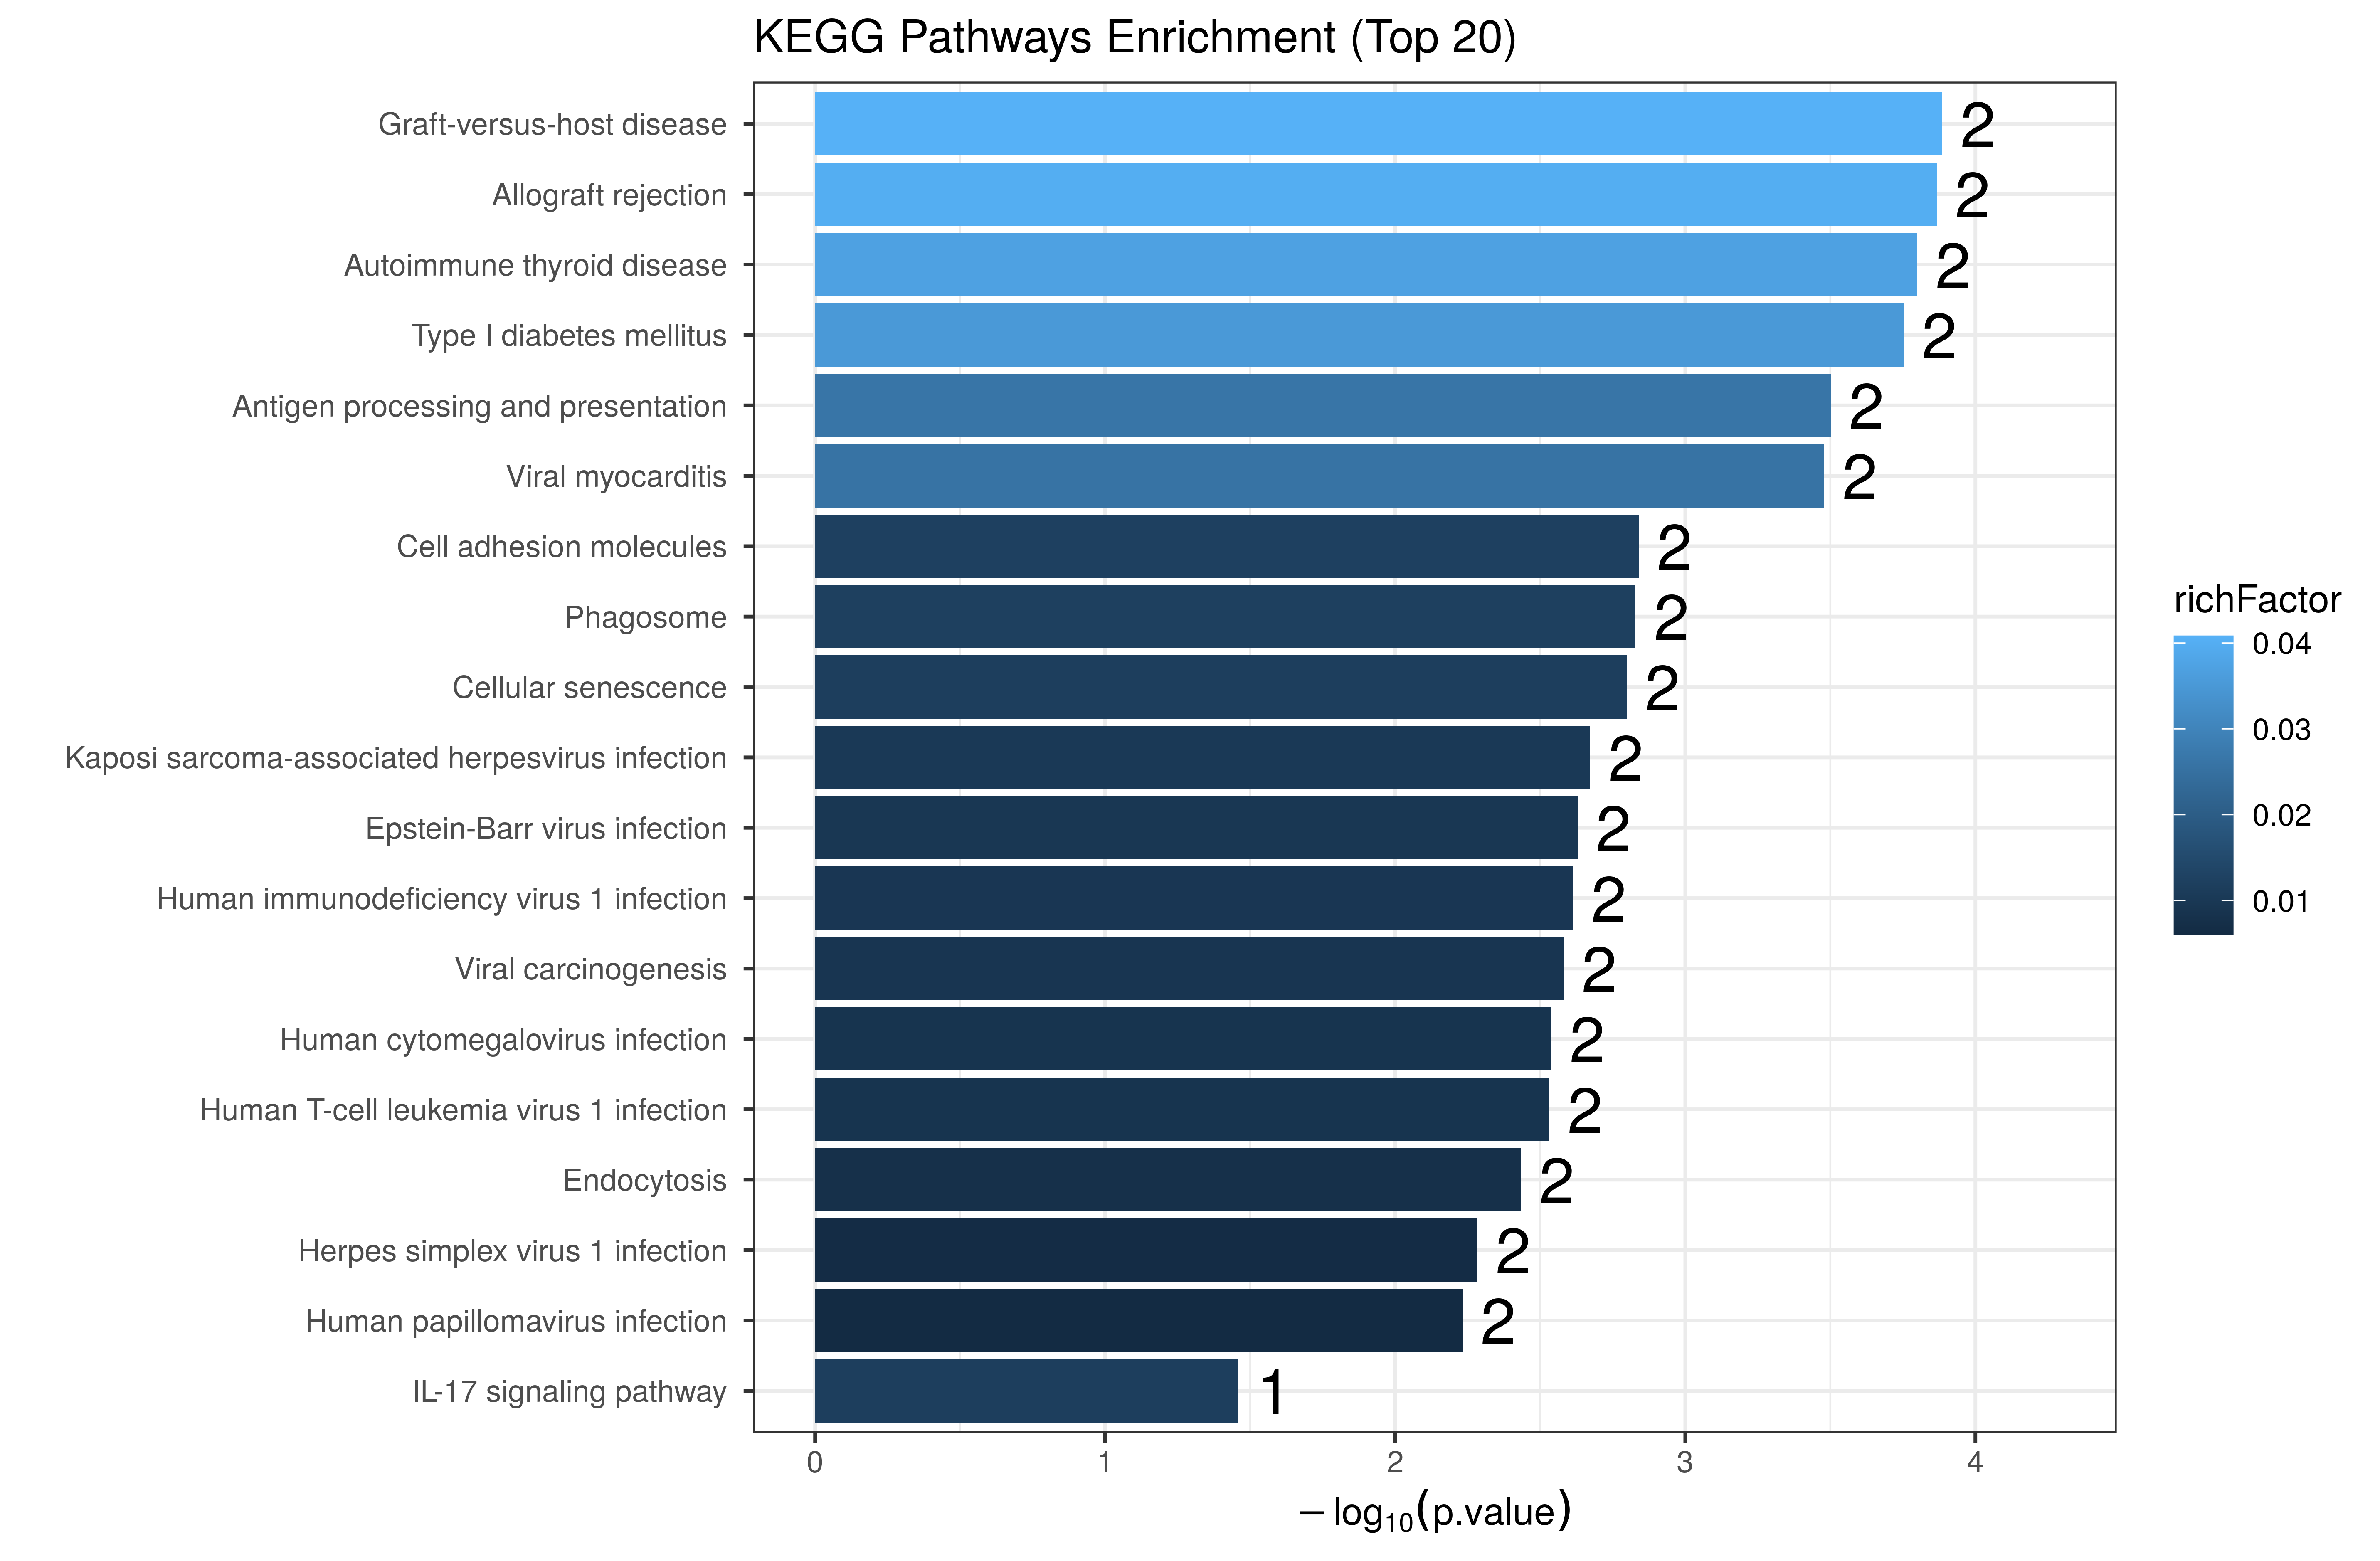 KEGG Pathways Enrichment (Top 20)
Graft-versus-host disease 2
Allograft rejection 2
Autoimmune thyroid disease 2
Type I diabetes mellitus 2
Antigen processing and presentation 2
Viral myocarditis 2
Cell adhesion molecules 2
Phagosome 2
Cellular senescence 2
Kaposi sarcoma-associated herpesvirus infection 2
Epstein-Barr virus infection 2
Human immunodeficiency virus 1 infection 2
Viral carcinogenesis 2
Human cytomegalovirus infection 2
Human T-cell leukemia virus 1 infection 2
Endocytosis 2
Herpes simplex virus 1 infection 2
Human papillomavirus infection 2
IL-17 signaling pathway 1
0 1 2 3 4
− log₁₀(p.value)
richFactor
0.04
0.03
0.02
0.01